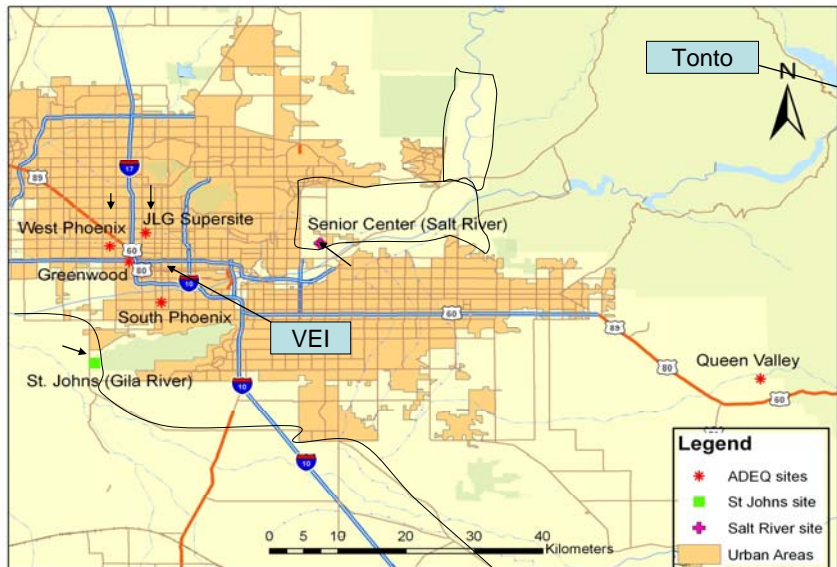 Tonto
N
17
89
West Phoenix
JLG Supersite
Senior Center (Salt River)
60
Greenwood
80
10
South Phoenix
VEI
60
60
89
80
Queen Valley
St. Johns (Gila River)
10
60
10
Legend
ADEQ sites
St Johns site
Salt River site
Urban Areas
0 5 10 20 30 40
Kilometers